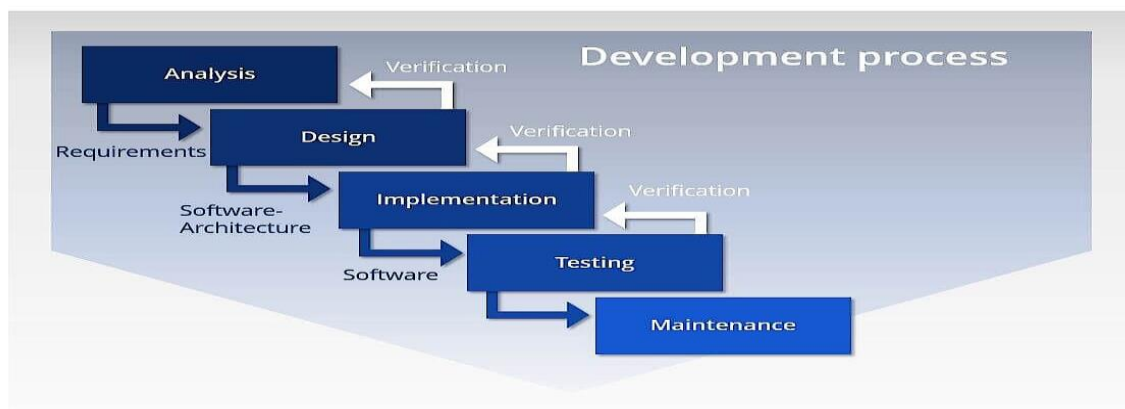 Development process
Analysis
Verification
Requirements
Design
Verification
Software-
Architecture
Implementation
Verification
Software
Testing
Maintenance